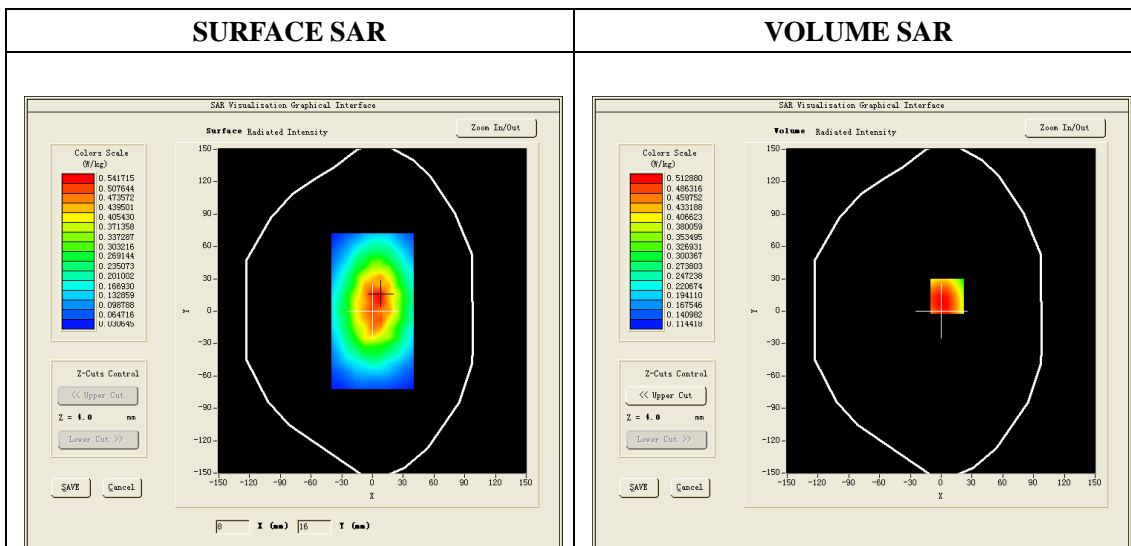 SURFACE SAR
VOLUME SAR
SAR Visualisation Graphical Interface
Surface Radiated Intensity
Zoom In/Out
Colors Scale
(W/kg)
0.541715
0.507644
0.473572
0.439501
0.405430
0.371358
0.337287
0.303216
0.269144
0.235073
0.201002
0.166930
0.132859
0.098788
0.064716
0.030645
150
120
90
60
30
0
-30
-60
-90
-120
-150
Y
-150 -120 -90 -60 -30 0 30 60 90 120 150
X
Z-Cuts Control
<< Upper Cut
Z = 4.0 mm
Lower Cut >>
SAVE Cancel
8 X (mm) 16 Y (mm)
SAR Visualisation Graphical Interface
Volume Radiated Intensity
Zoom In/Out
Colors Scale
(W/kg)
0.512880
0.486316
0.459752
0.433188
0.406623
0.380059
0.353495
0.326931
0.300367
0.273803
0.247238
0.220674
0.194110
0.167546
0.140982
0.114418
150
120
90
60
30
0
-30
-60
-90
-120
-150
Y
-150 -120 -90 -60 -30 0 30 60 90 120 150
X
Z-Cuts Control
<< Upper Cut
Z = 4.0 mm
Lower Cut >>
SAVE Cancel